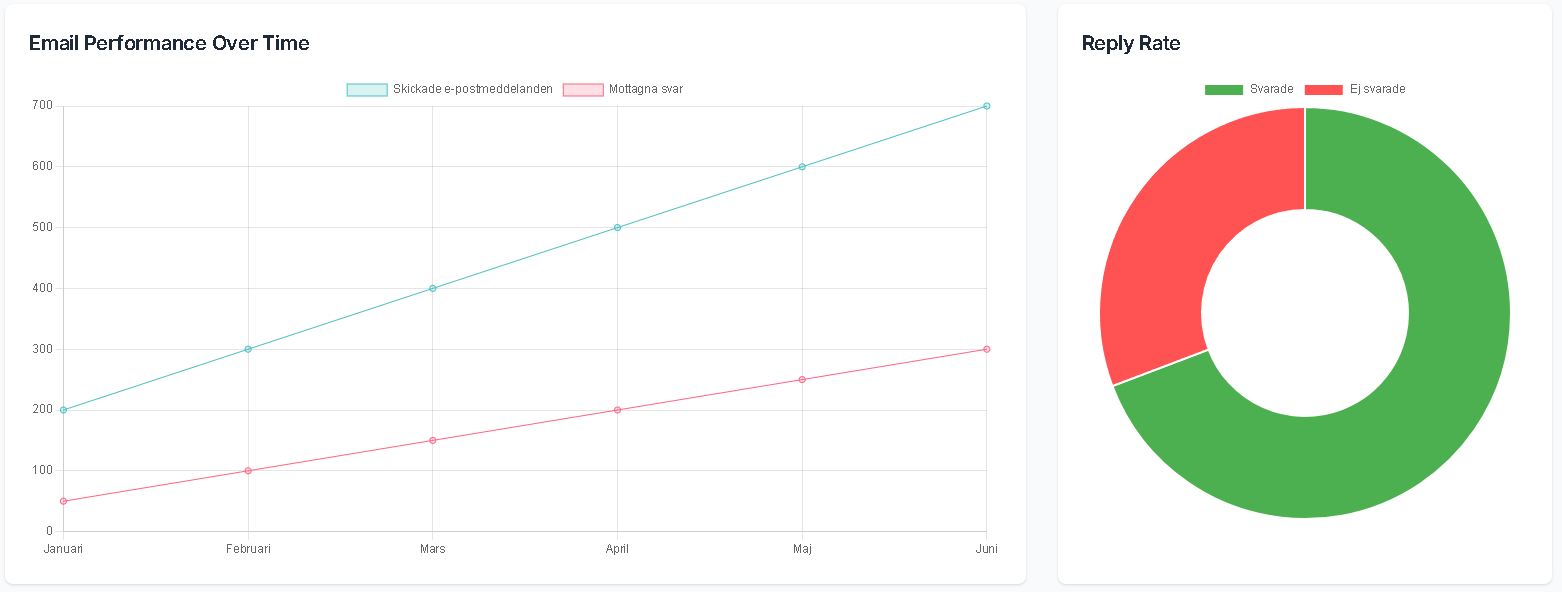 Email Performance Over Time
Skickade e-postmeddelanden Mottagna svar
700
600
500
400
300
200
100
0
Januari Februari Mars April Maj Juni
Reply Rate
Svarade Ej svarade